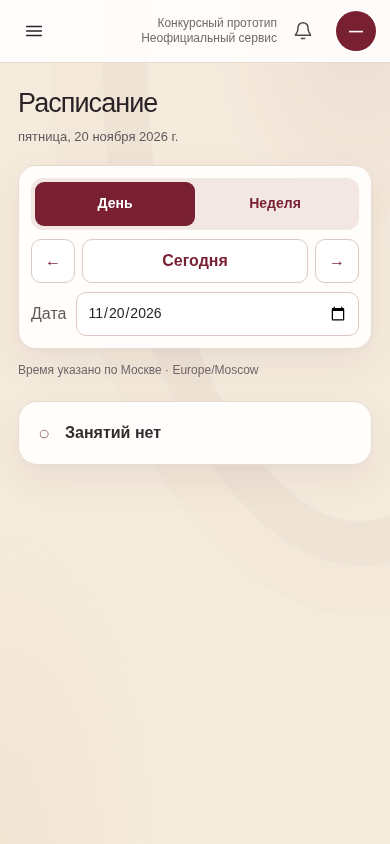 Конкурсный прототип
Неофициальный сервис
—
Расписание
пятница, 20 ноября 2026 г.
День
Неделя
←
Сегодня
→
Дата
11/20/2026
Время указано по Москве · Europe/Moscow
○ Занятий нет